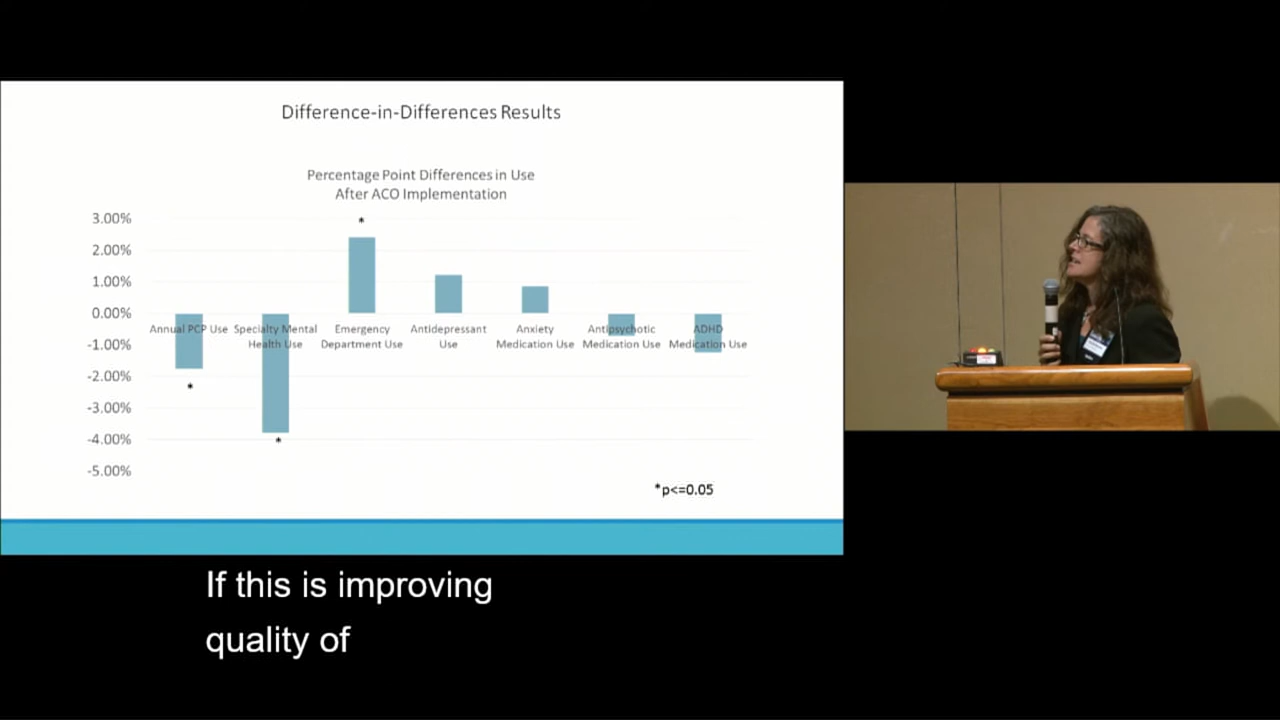 Difference-in-Differences Results
Percentage Point Differences in Use
After ACO Implementation
3.00%
2.00%
1.00%
0.00%
-1.00%
-2.00%
-3.00%
-4.00%
-5.00%
*
*
*
Annual PCP Use
Specialty Mental
Health Use
Emergency
Department Use
Antidepressant
Use
Anxiety
Medication Use
Antipsychotic
Medication Use
ADHD
Medication Use
*p<=0.05
If this is improving
quality of